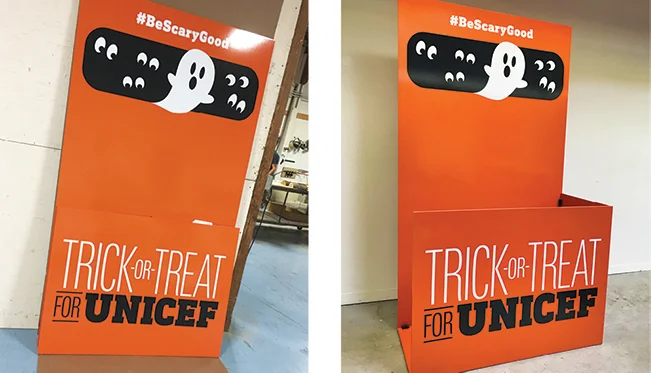 #BeScaryGood
TRICK-OR-TREAT
FOR UNICEF
#BeScaryGood
TRICK-OR-TREAT
FOR UNICEF